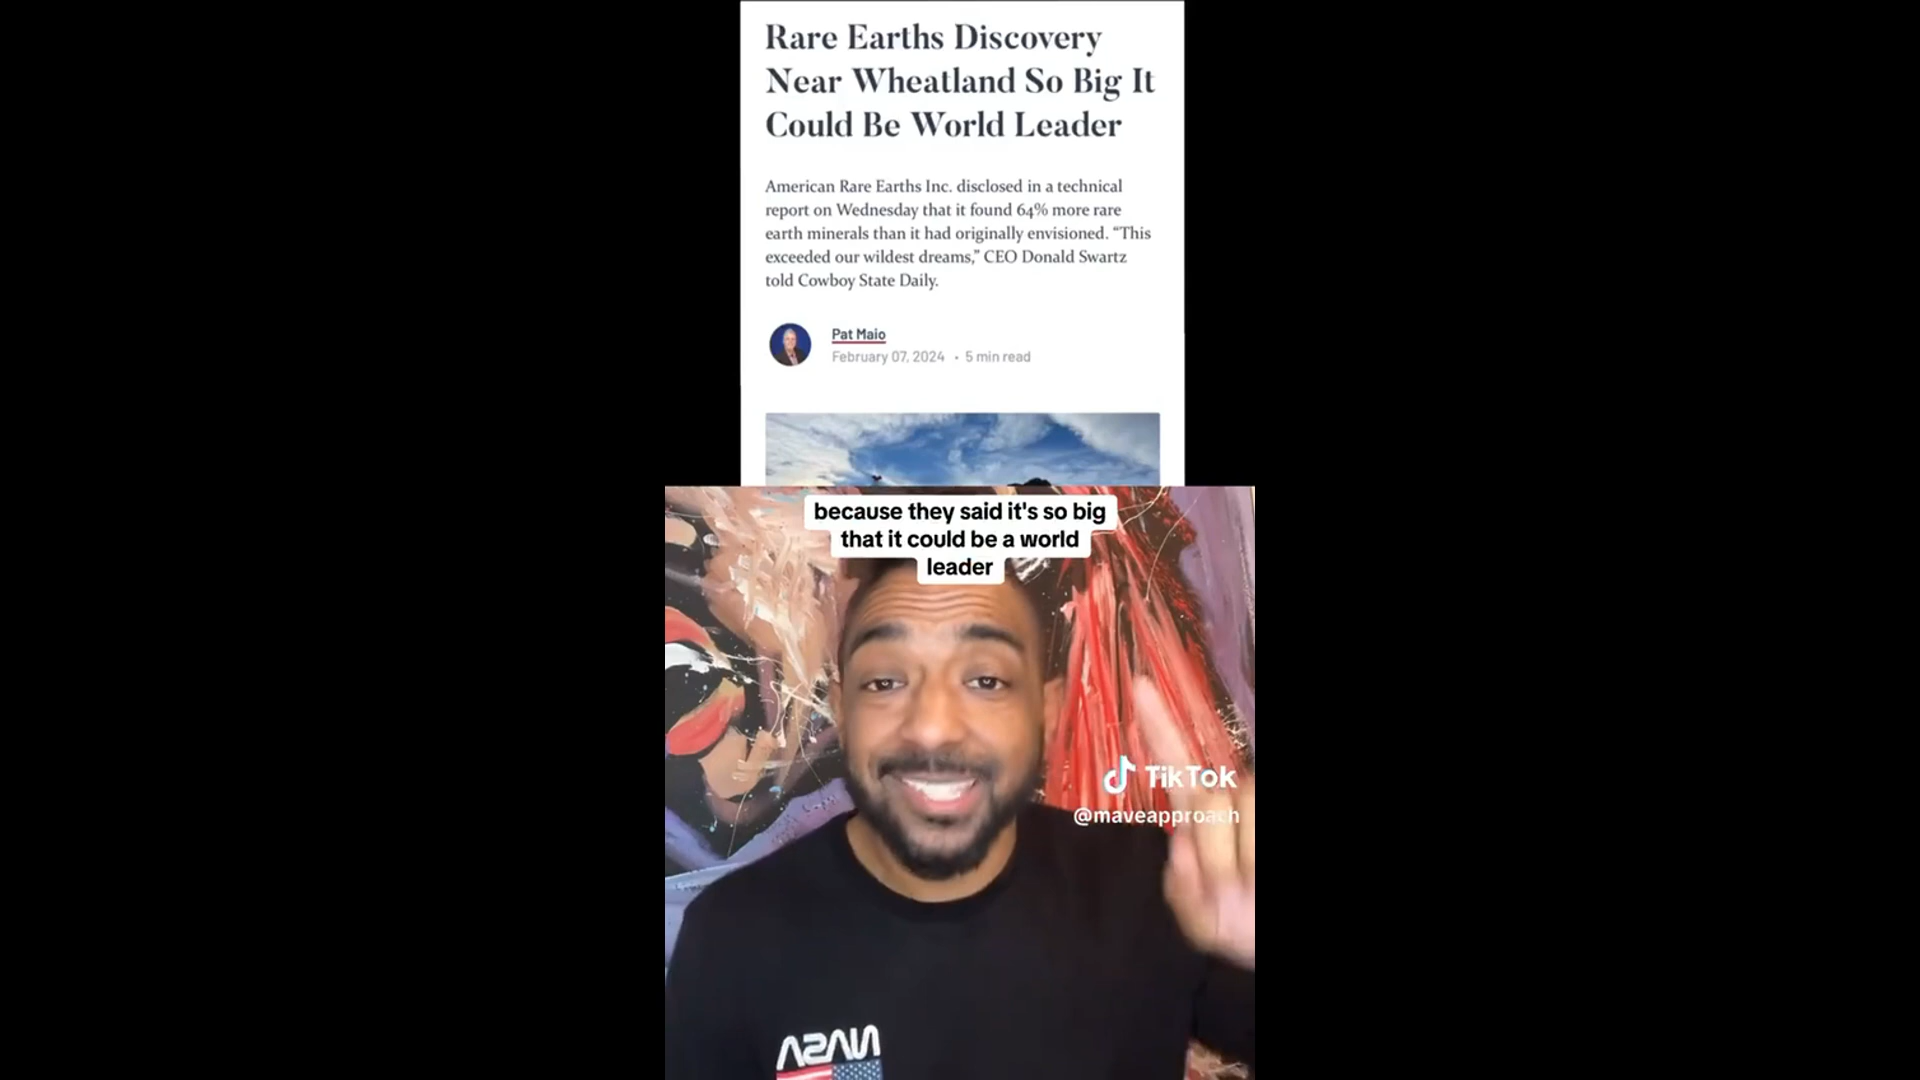 Rare Earths Discovery
Near Wheatland So Big It
Could Be World Leader
American Rare Earths Inc. disclosed in a technical
report on Wednesday that it found 64% more rare
earth minerals than it had originally envisioned. “This
exceeded our wildest dreams,” CEO Donald Swartz
told Cowboy State Daily.
Pat Maio
February 07, 2024 • 5 min read
because they said it's so big
that it could be a world
leader
TikTok
@maveapproach
NASA